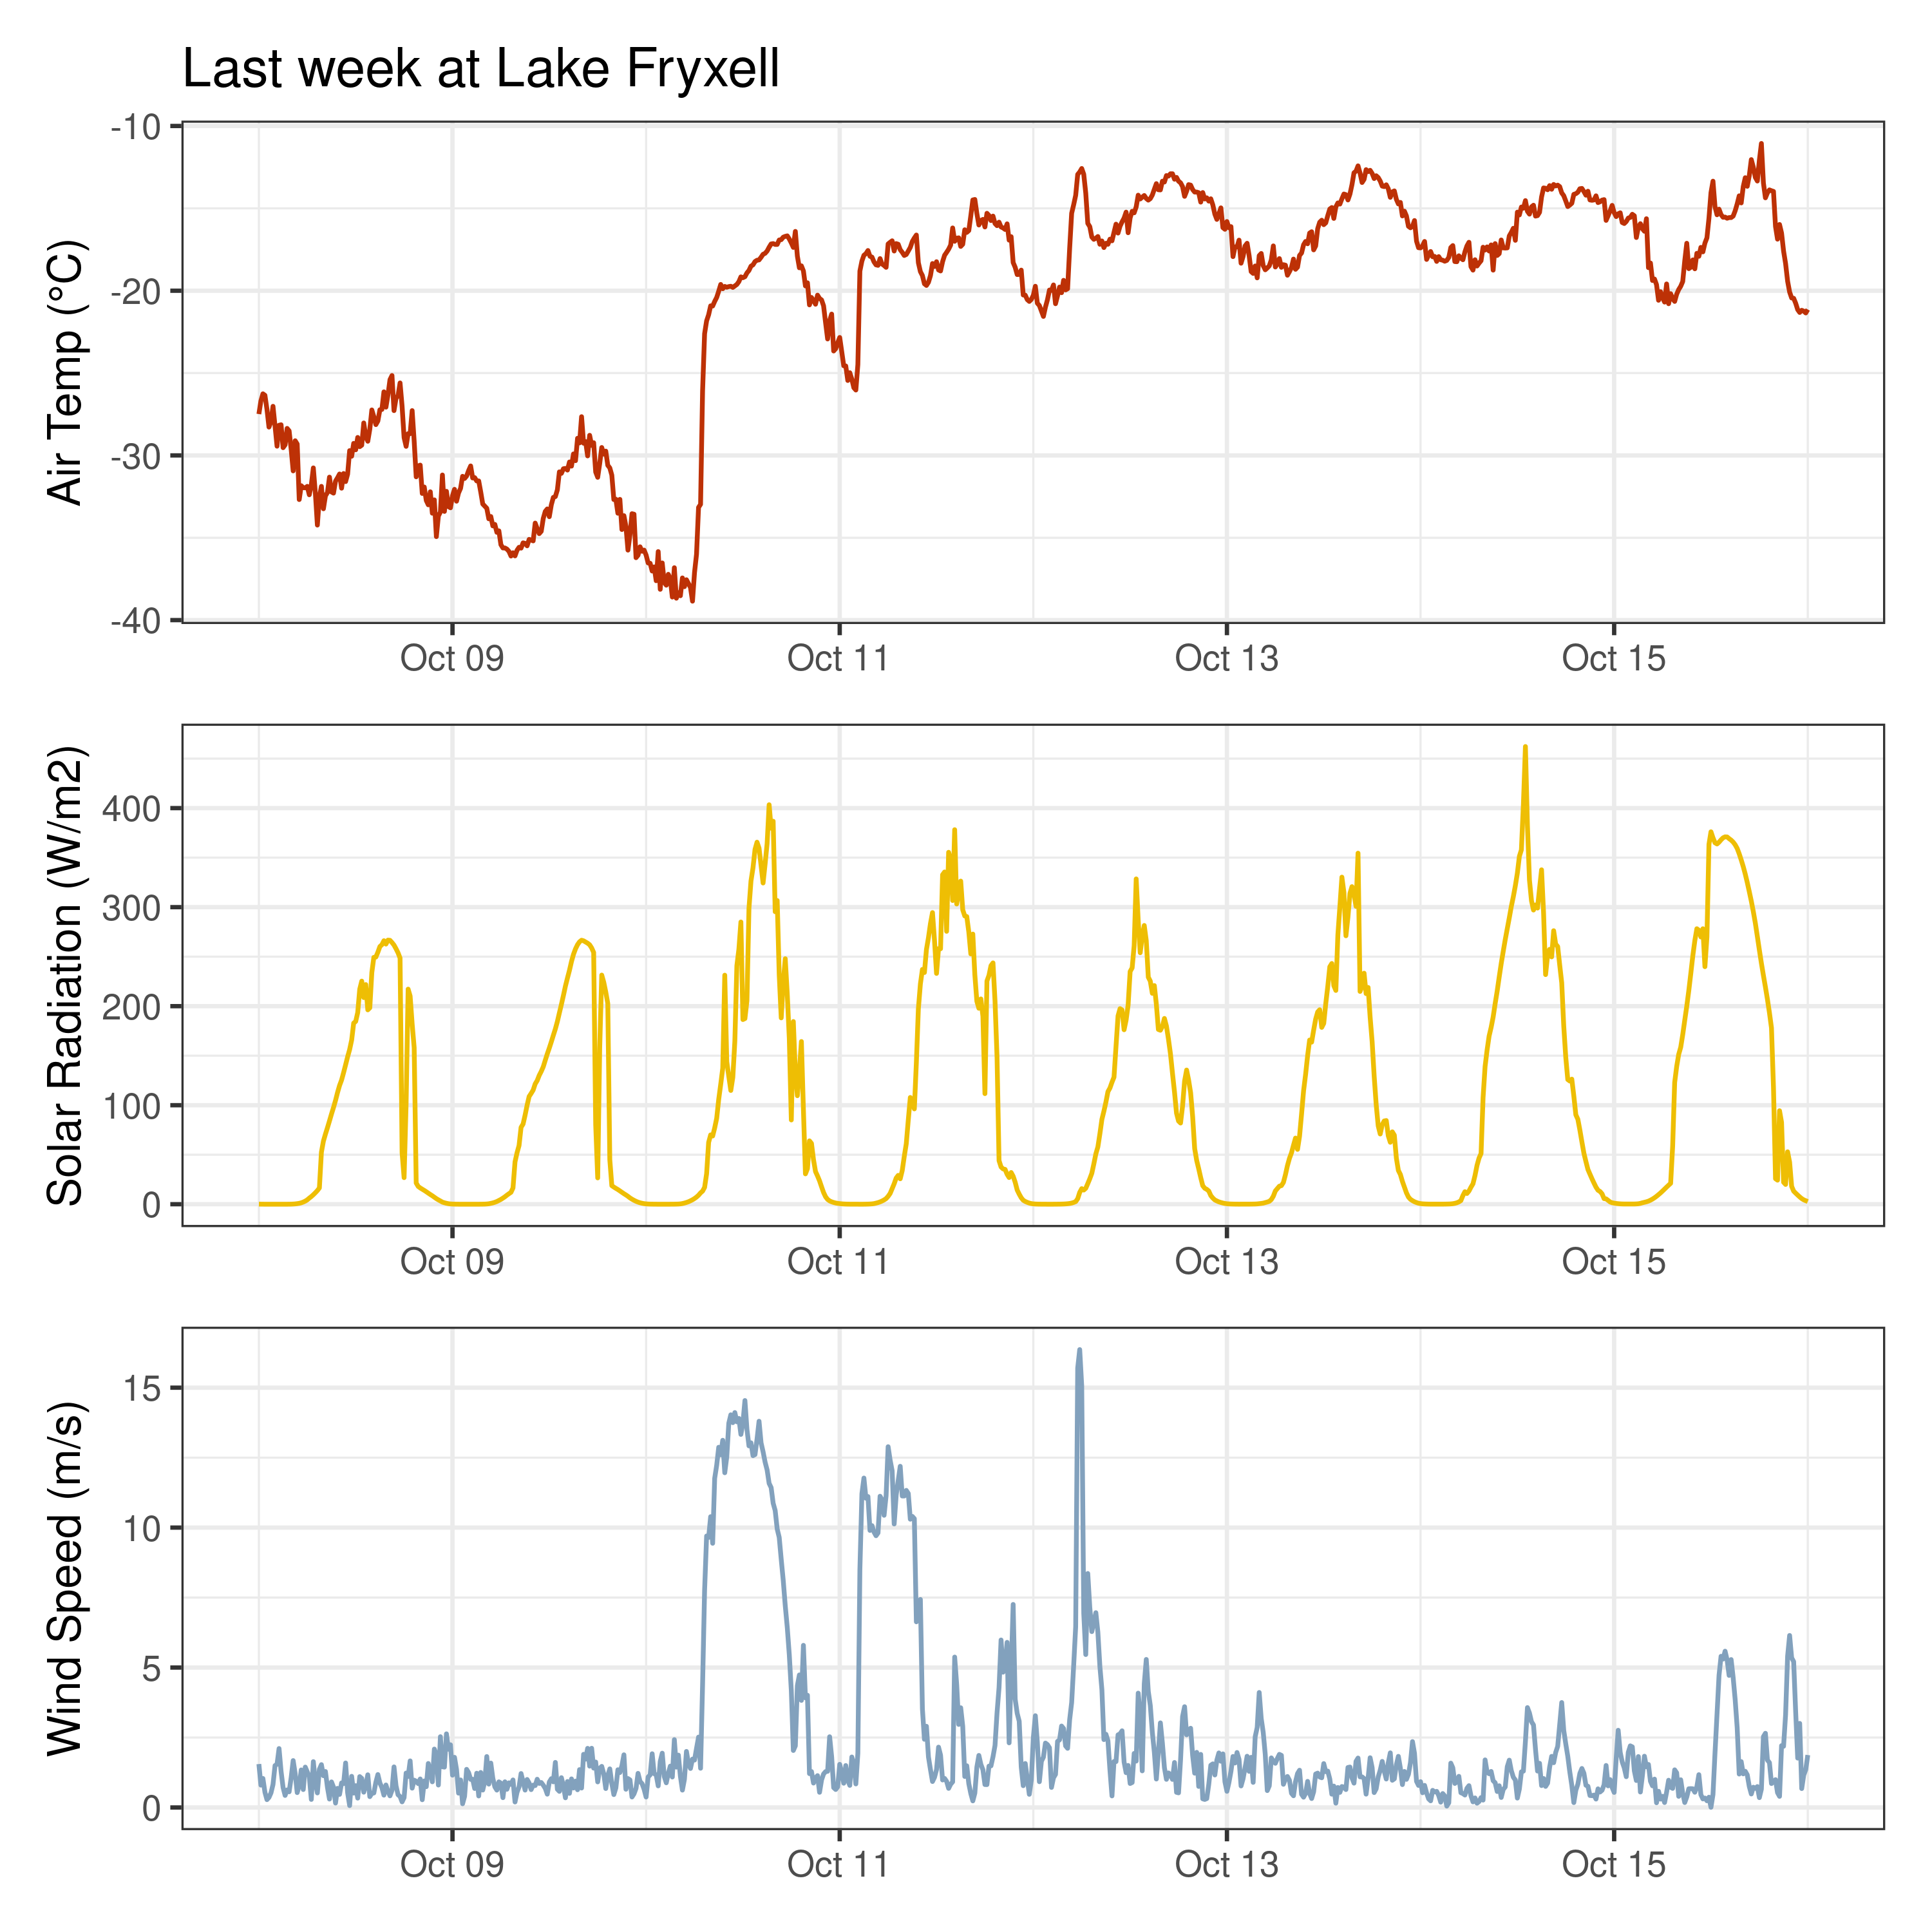 Last week at Lake Fryxell
Air Temp (°C)
-10
-20
-30
-40
Oct 09 Oct 11 Oct 13 Oct 15
Solar Radiation (W/m2)
400
300
200
100
0
Oct 09 Oct 11 Oct 13 Oct 15
Wind Speed (m/s)
15
10
5
0
Oct 09 Oct 11 Oct 13 Oct 15